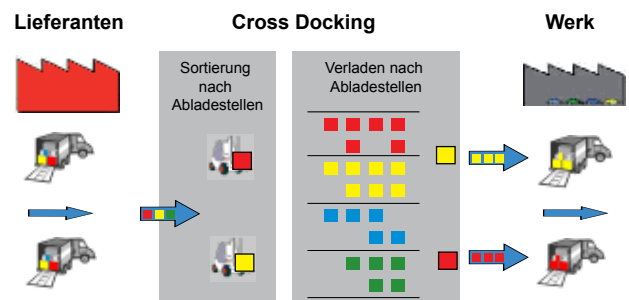 Lieferanten
Cross Docking
Werk
Sortierung
nach
Abladestellen
Verladen nach
Abladestellen